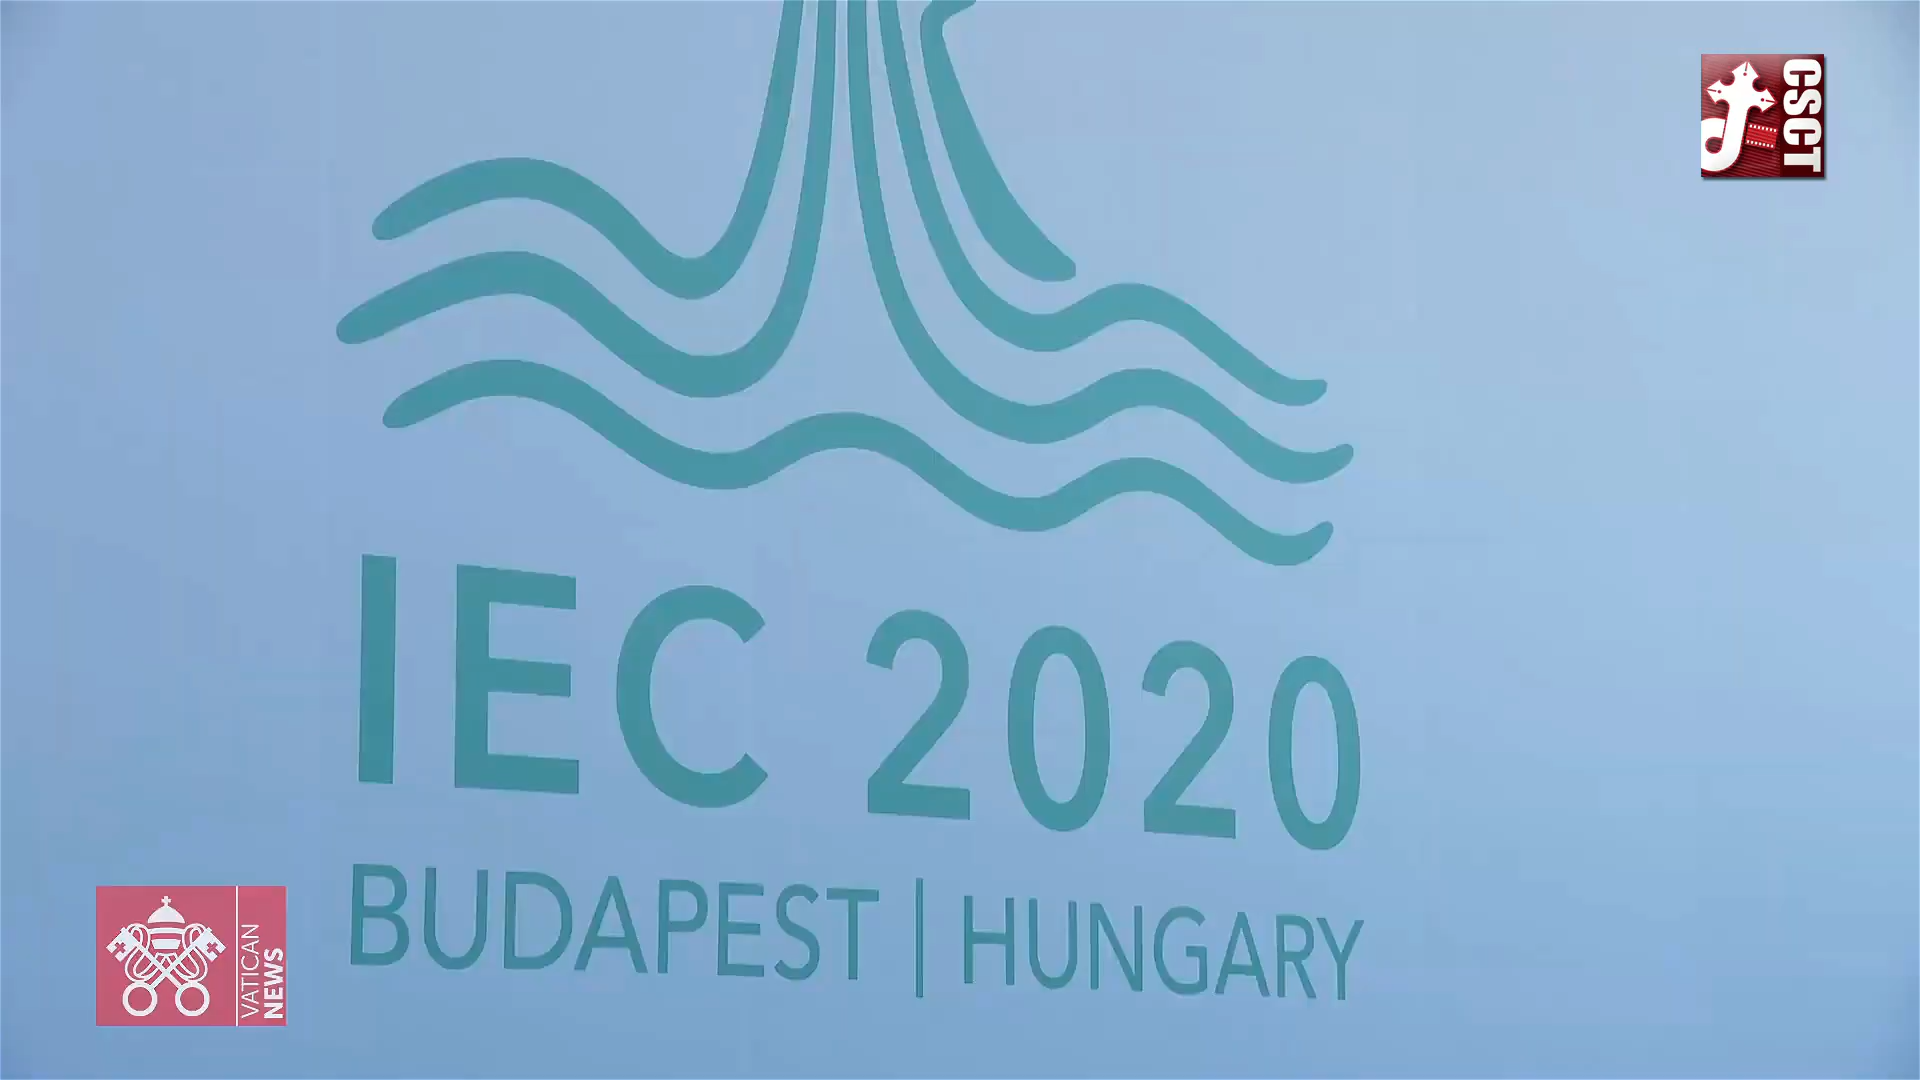 CSCT
IEC 2020
BUDAPEST | HUNGARY
VATICAN
NEWS